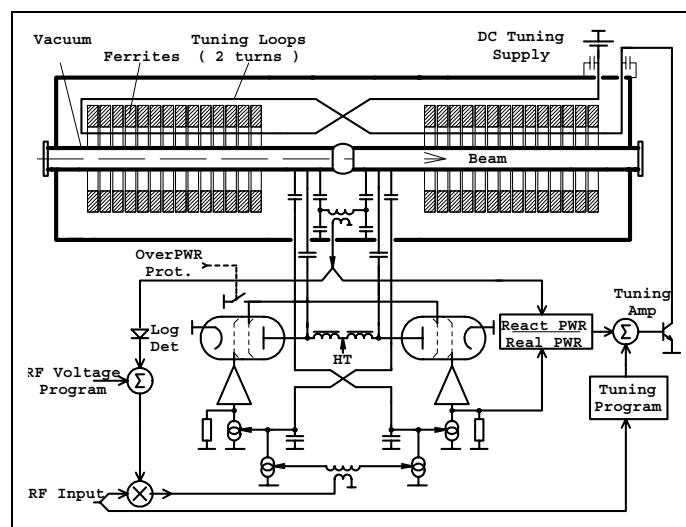 Vacuum
Tuning Loops
Ferrites ( 2 turns )
DC Tuning
Supply
Beam
OverPWR
Prot.
Tuning
Amp
Log
Det
HT
React PWR
Real PWR
Σ
RF Voltage
Program
Σ
Tuning
Program
RF Input